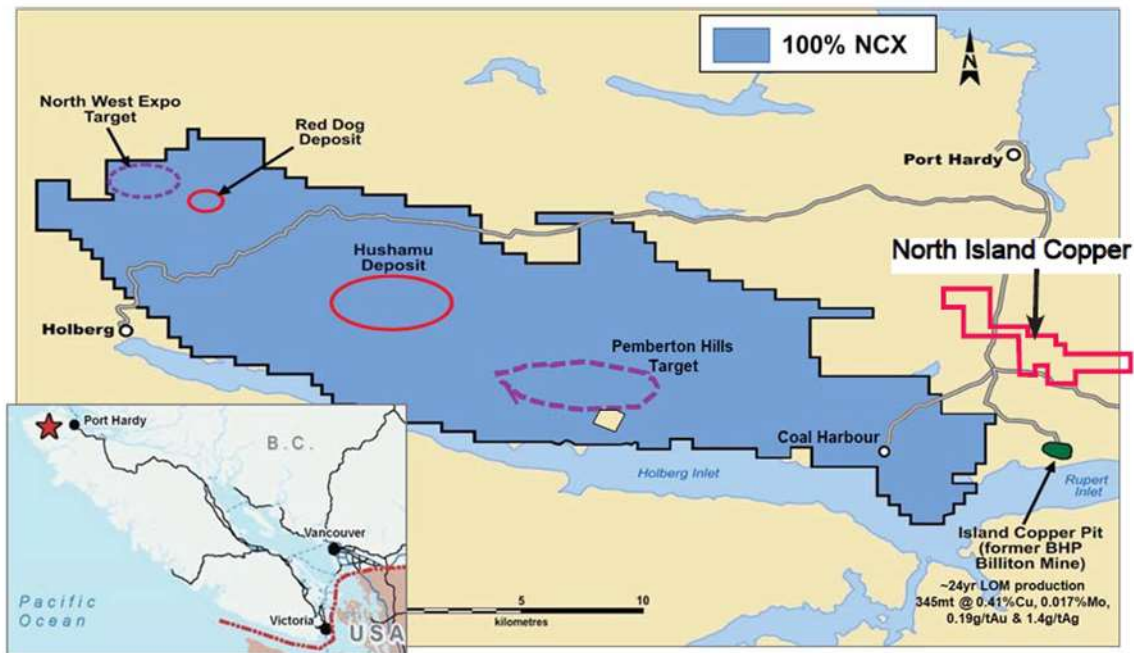 100% NCX
N
North West Expo
Target
Red Dog
Deposit
Port Hardy
North Island Copper
Hushamu
Deposit
Holberg
Pemberton Hills
Target
Coal Harbour
Holberg Inlet
Rupert
Inlet
Island Copper Pit
(former BHP
Billiton Mine)
~24yr LOM production
345mt @ 0.41%Cu, 0.017%Mo,
0.19g/tAu & 1.4g/tAg
5
10
kilometres
Port Hardy
B.C.
Vancouver
Pacific
Ocean
Victoria
USA